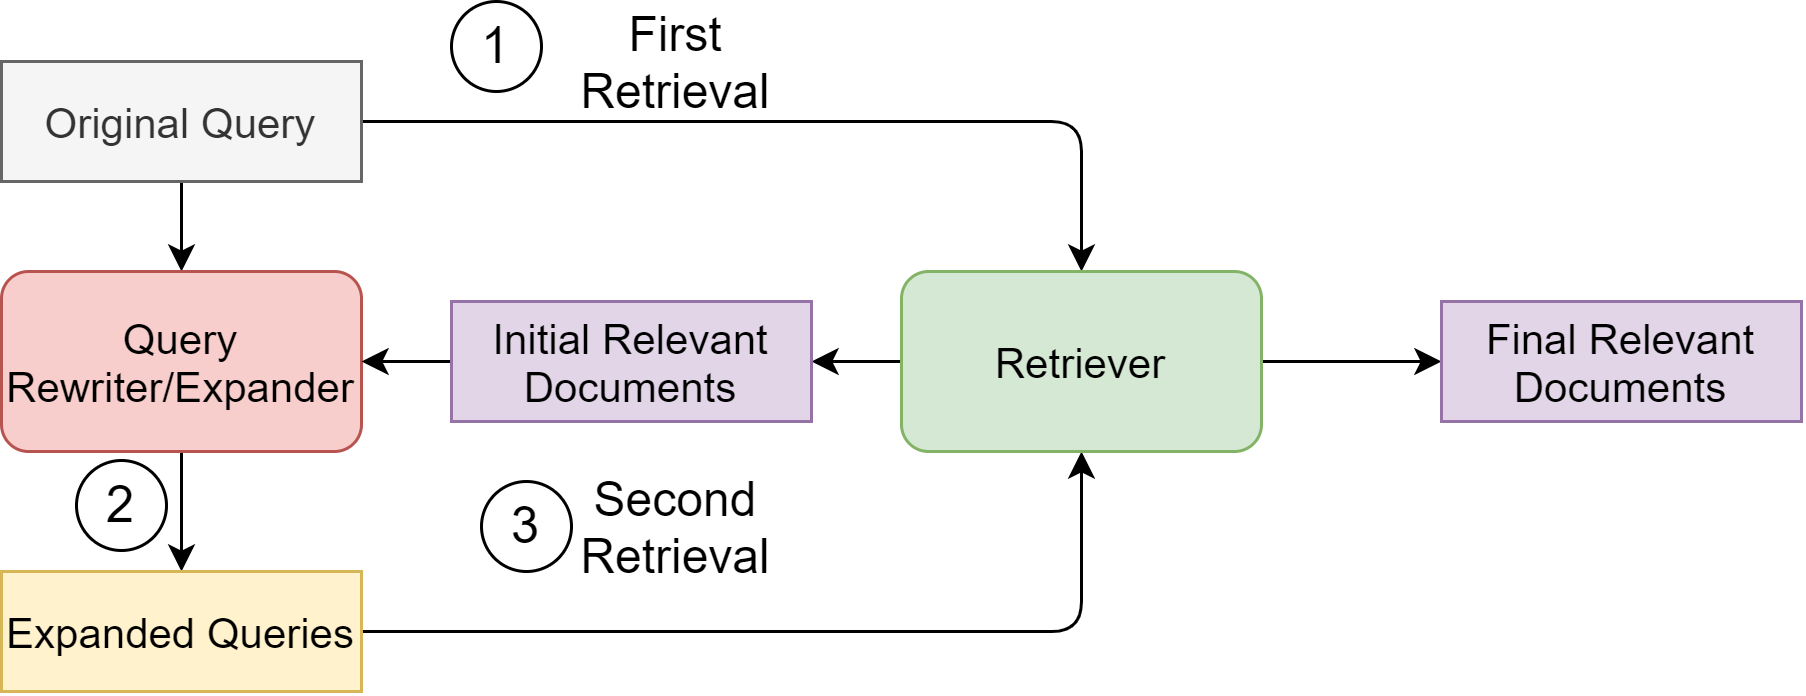 1
First
Retrieval
Original Query
Query
Rewriter/Expander
Initial Relevant
Documents
Retriever
Final Relevant
Documents
2
3
Second
Retrieval
Expanded Queries